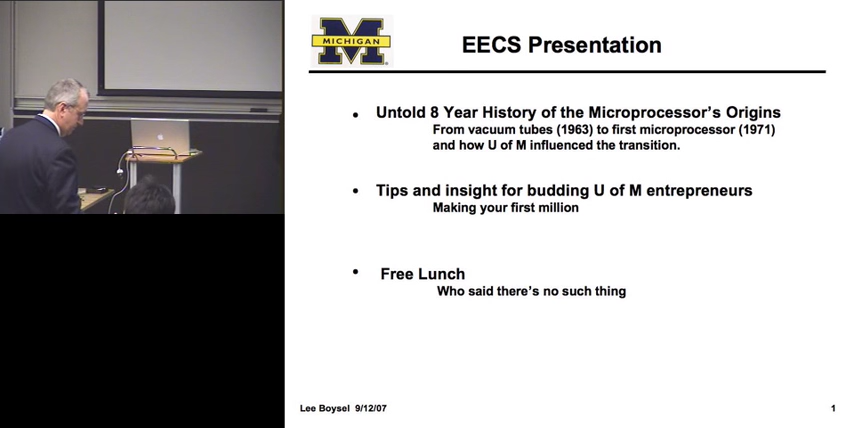 MICHIGAN
EECS Presentation
• Untold 8 Year History of the Microprocessor's Origins
From vacuum tubes (1963) to first microprocessor (1971)
and how U of M influenced the transition.
• Tips and insight for budding U of M entrepreneurs
Making your first million
• Free Lunch
Who said there's no such thing
Lee Boysel 9/12/07
1